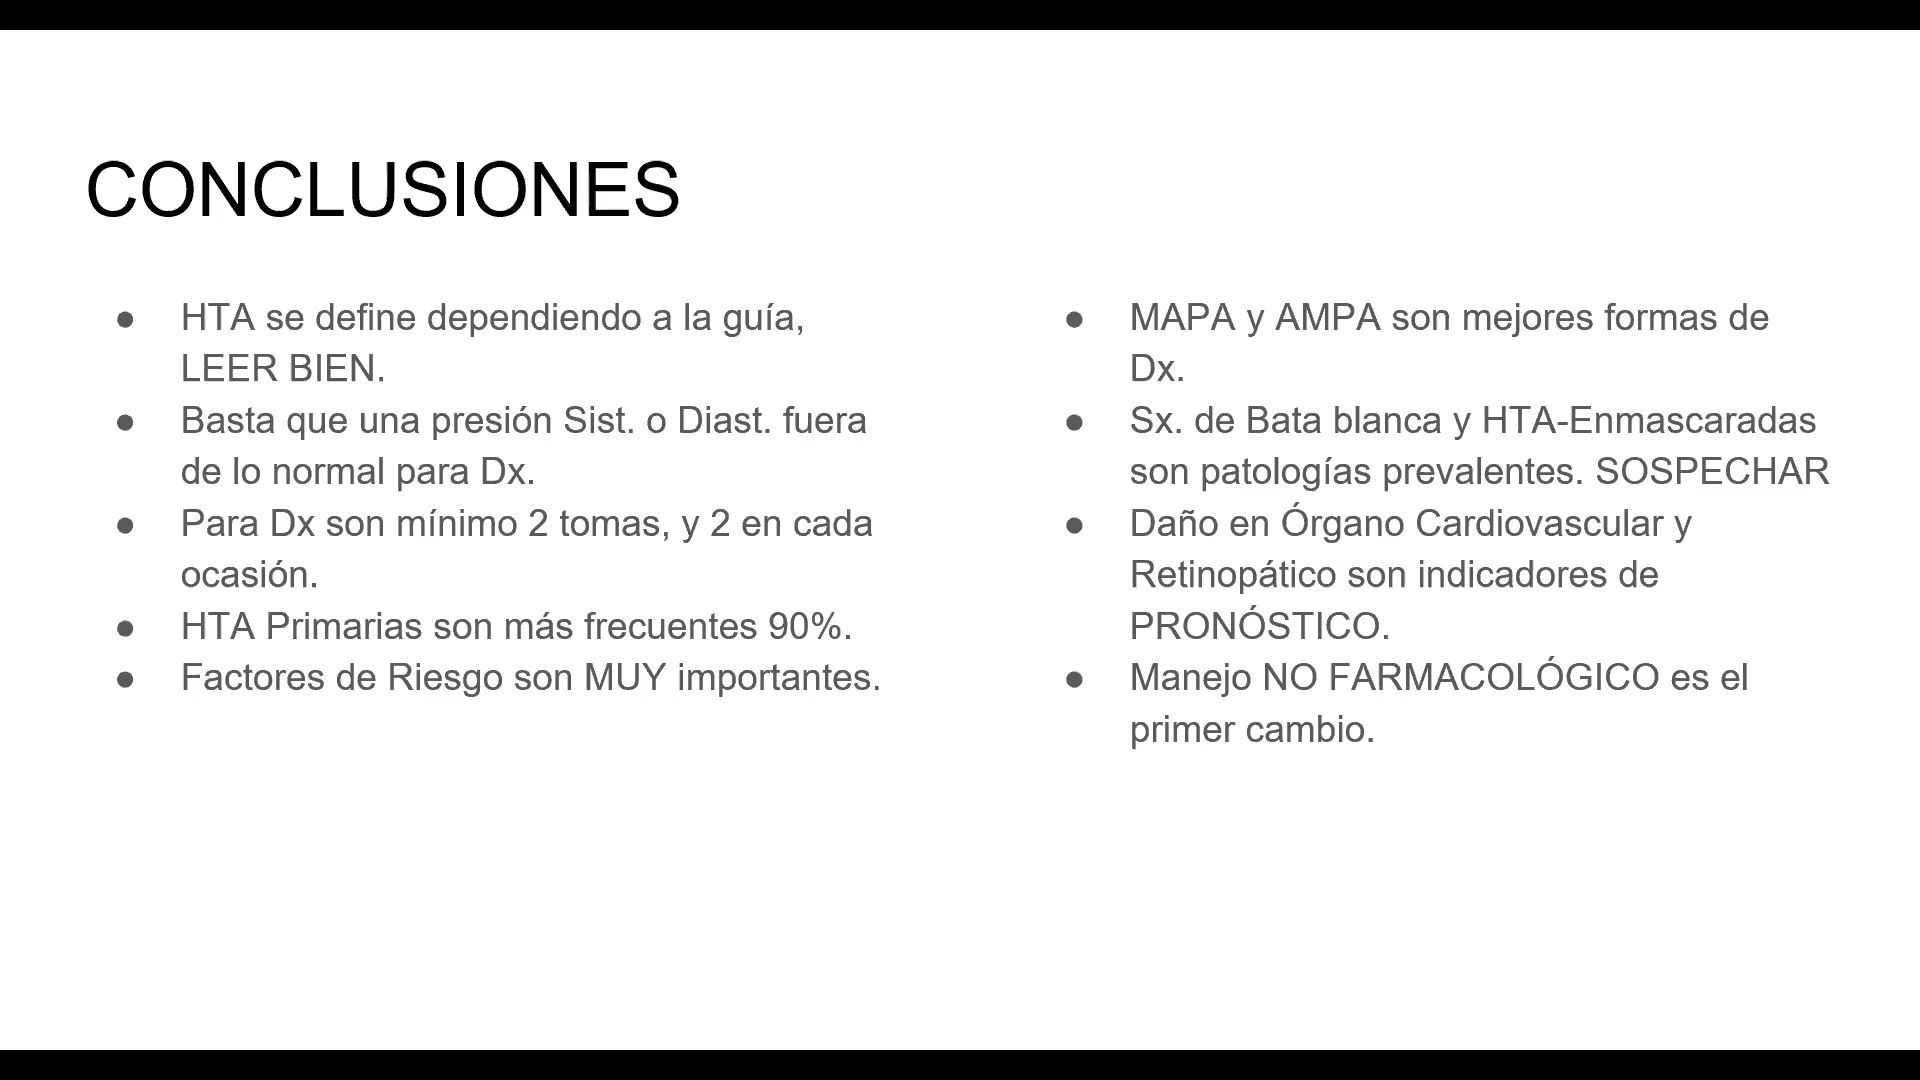 CONCLUSIONES
● HTA se define dependiendo a la guía,
LEER BIEN.
● Basta que una presión Sist. o Diast. fuera
de lo normal para Dx.
● Para Dx son mínimo 2 tomas, y 2 en cada
ocasión.
● HTA Primarias son más frecuentes 90%.
● Factores de Riesgo son MUY importantes.
● MAPA y AMPA son mejores formas de
Dx.
● Sx. de Bata blanca y HTA-Enmascaradas
son patologías prevalentes. SOSPECHAR
● Daño en Órgano Cardiovascular y
Retinopático son indicadores de
PRONÓSTICO.
● Manejo NO FARMACOLÓGICO es el
primer cambio.